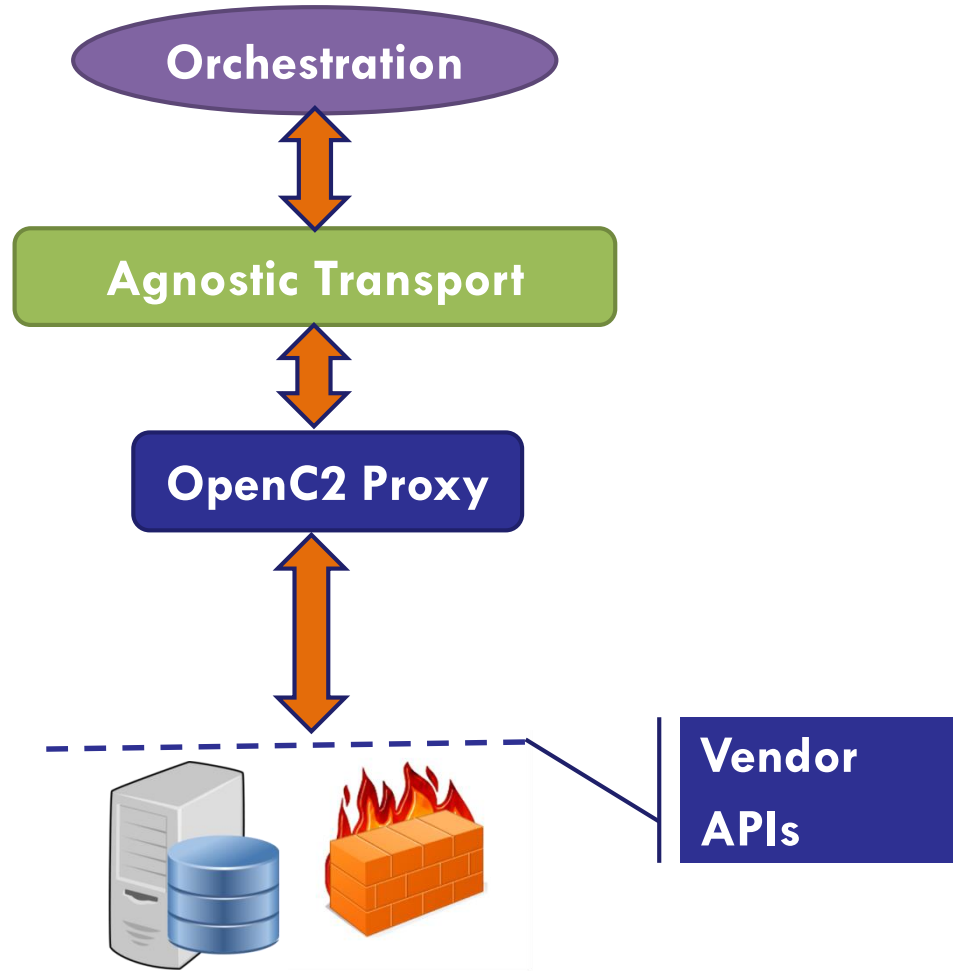 Orchestration
Agnostic Transport
OpenC2 Proxy
Vendor
APIs